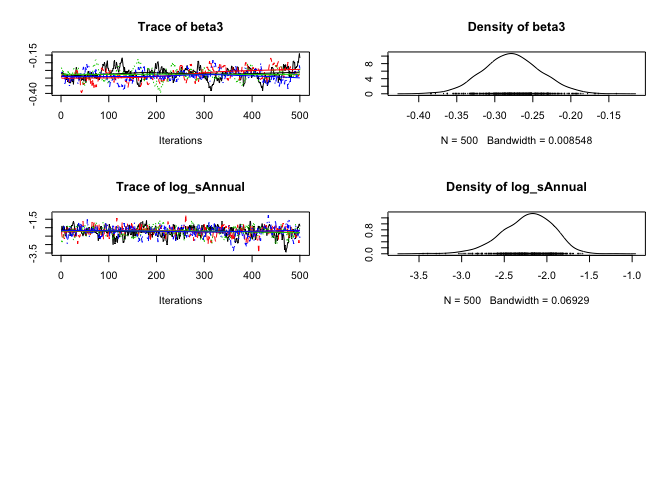 Trace of beta3
-0.15
-0.40
0 100 200 300 400 500
Iterations
Density of beta3
8
4
0
-0.40 -0.30 -0.25 -0.20 -0.15
N = 500 Bandwidth = 0.008548
Trace of log_sAnnual
-1.5
-3.5
0 100 200 300 400 500
Iterations
Density of log_sAnnual
0.8
0.0
-3.5 -3.0 -2.5 -2.0 -1.5 -1.0
N = 500 Bandwidth = 0.06929